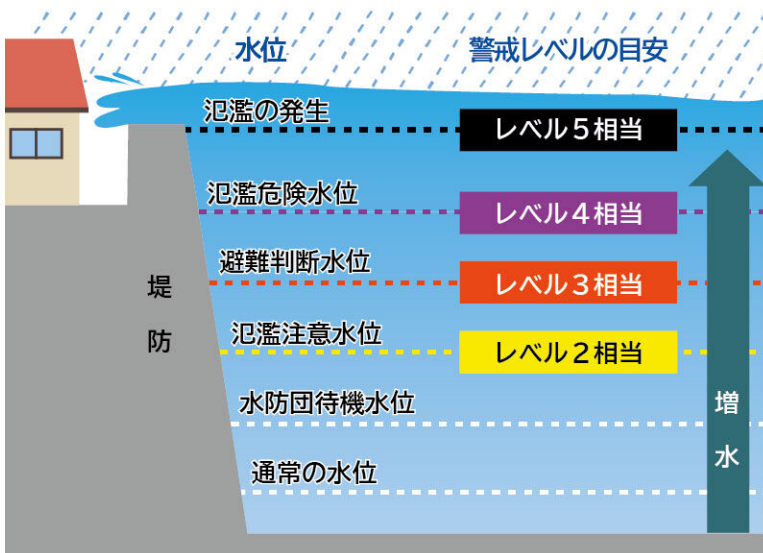 水位
警戒レベルの目安
氾濫の発生
レベル5相当
氾濫危険水位
レベル4相当
避難判断水位
レベル3相当
氾濫注意水位
レベル2相当
水防団待機水位
通常の水位
堤防
増水